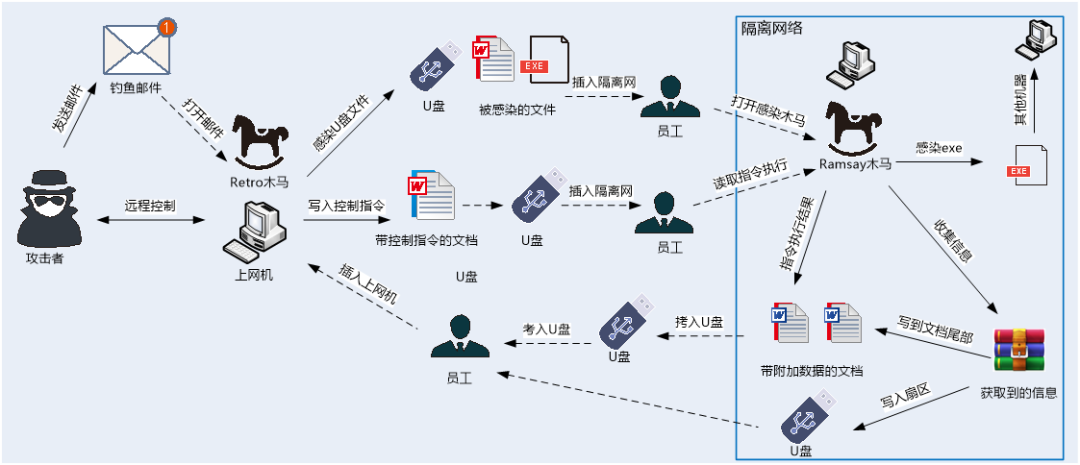 隔离网络
1
钓鱼邮件
发送邮件
打开邮件
Retro木马
感染U盘文件
U盘
W
EXE
被感染的文件
插入隔离网
员工
打开感染木马
Ramsay木马
感染exe
EXE
其他机器
攻击者
远程控制
上网机
写入控制指令
W
带控制指令的文档
U盘
U盘
插入隔离网
员工
读取指令执行
指令执行结果
收集信息
插入上网机
员工
考入U盘
U盘
拷入U盘
W
W
带附加数据的文档
写到文档尾部
获取到的信息
写入扇区
U盘